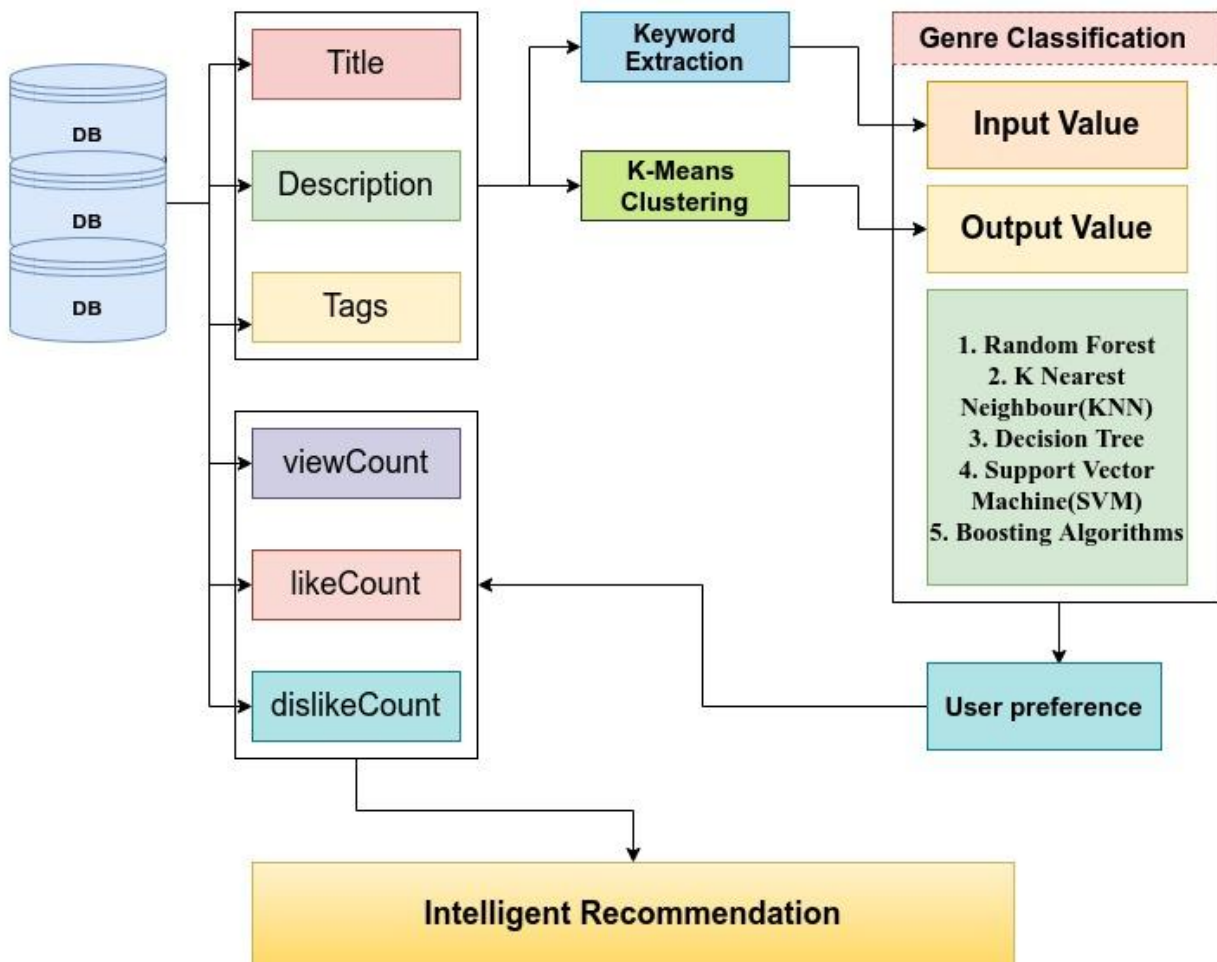 DB
DB
DB
Title
Description
Tags
viewCount
likeCount
dislikeCount
Keyword
Extraction
K-Means
Clustering
Genre Classification
Input Value
Output Value
1. Random Forest
2. K Nearest
Neighbour(KNN)
3. Decision Tree
4. Support Vector
Machine(SVM)
5. Boosting Algorithms
User preference
Intelligent Recommendation